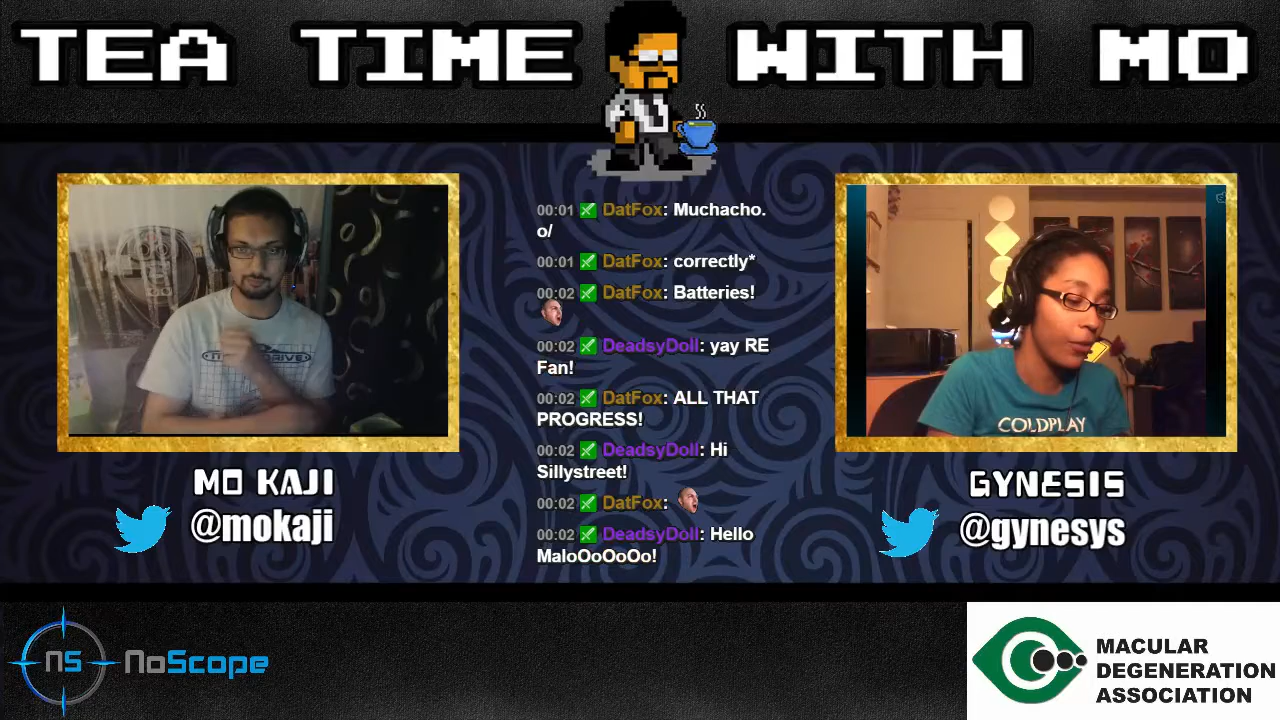 TEA TIME WITH MO
00:01 DatFox: Muchacho.
o/
00:01 DatFox: correctly*
00:02 DatFox: Batteries!
00:02 DeadsyDoll: yay RE
Fan!
00:02 DatFox: ALL THAT
PROGRESS!
00:02 DeadsyDoll: Hi
Sillystreet!
00:02 DatFox:
00:02 DeadsyDoll: Hello
MaloOoOoOo!
COLDPLAY
MO KAJI
@mokaji
GYNESIS
@gynesys
NS NoScope
MACULAR
DEGENERATION
ASSOCIATION